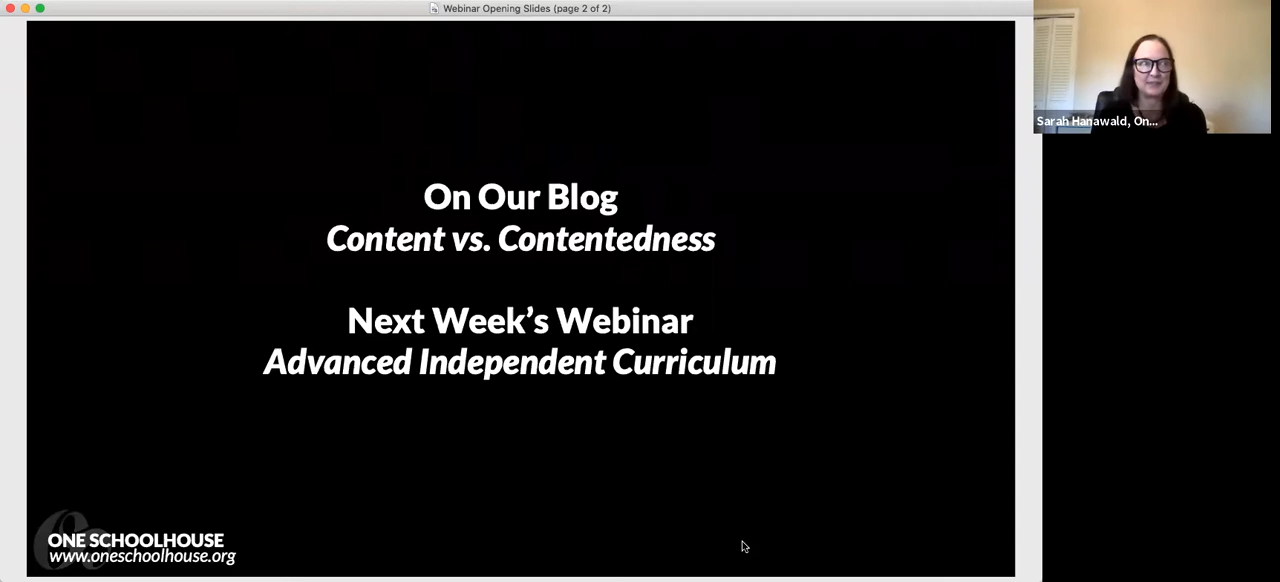 Webinar Opening Slides (page 2 of 2)
Sarah Hanawald, On...
On Our Blog
Content vs. Contentedness
Next Week's Webinar
Advanced Independent Curriculum
ONE SCHOOLHOUSE
www.oneschoolhouse.org